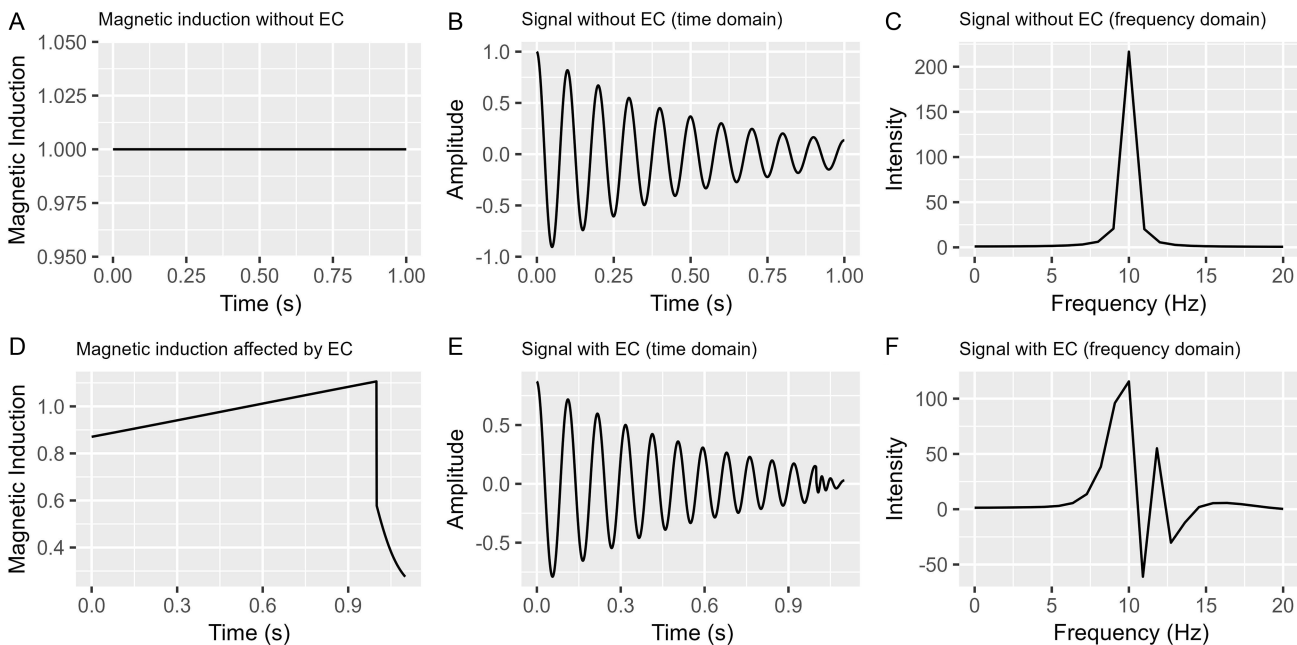 A Magnetic induction without EC
1.050
1.025
1.000
0.975
0.950
Magnetic Induction
0.00 0.25 0.50 0.75 1.00
Time (s)
B Signal without EC (time domain)
1.0
0.5
0.0
-0.5
-1.0
Amplitude
0.00 0.25 0.50 0.75 1.00
Time (s)
C Signal without EC (frequency domain)
200
150
100
50
0
Intensity
0 5 10 15 20
Frequency (Hz)
D Magnetic induction affected by EC
1.0
0.8
0.6
0.4
Magnetic Induction
0.0 0.3 0.6 0.9
Time (s)
E Signal with EC (time domain)
0.5
0.0
-0.5
Amplitude
0.0 0.3 0.6 0.9
Time (s)
F Signal with EC (frequency domain)
100
50
0
-50
Intensity
0 5 10 15 20
Frequency (Hz)